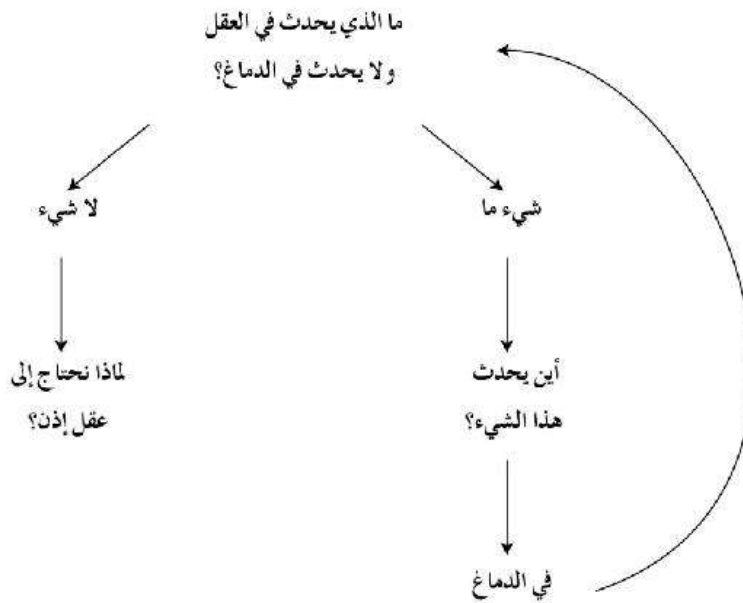 ما الذي يحدث في العقل
ولا يحدث في الدماغ؟
شيء ما
لا شيء
أين يحدث
هذا الشيء؟
لماذا نحتاج إلى
عقل إذن؟
في الدماغ